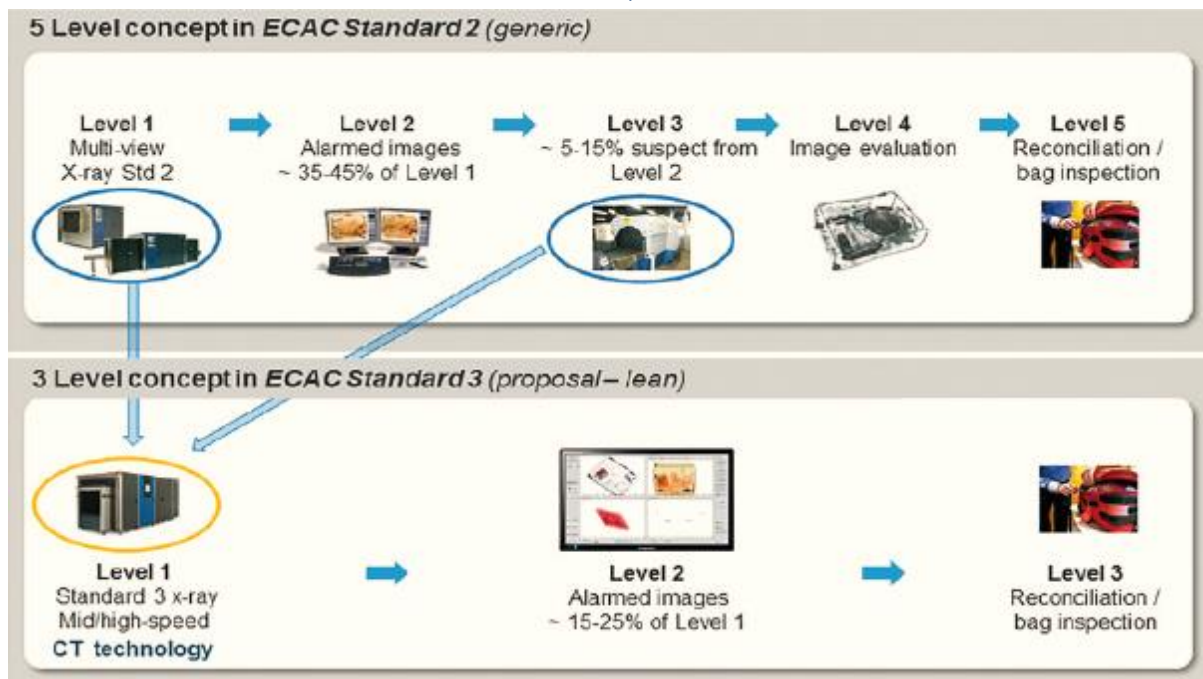 5 Level concept in ECAC Standard 2 (generic)
Level 1
Multi-view
X-ray Std 2
Level 2
Alarmed images
~ 35-45% of Level 1
Level 3
~ 5-15% suspect from
Level 2
Level 4
Image evaluation
Level 5
Reconciliation /
bag inspection
3 Level concept in ECAC Standard 3 (proposal – lean)
Level 1
Standard 3 x-ray
Mid/high-speed
CT technology
Level 2
Alarmed images
~ 15-25% of Level 1
Level 3
Reconciliation /
bag inspection